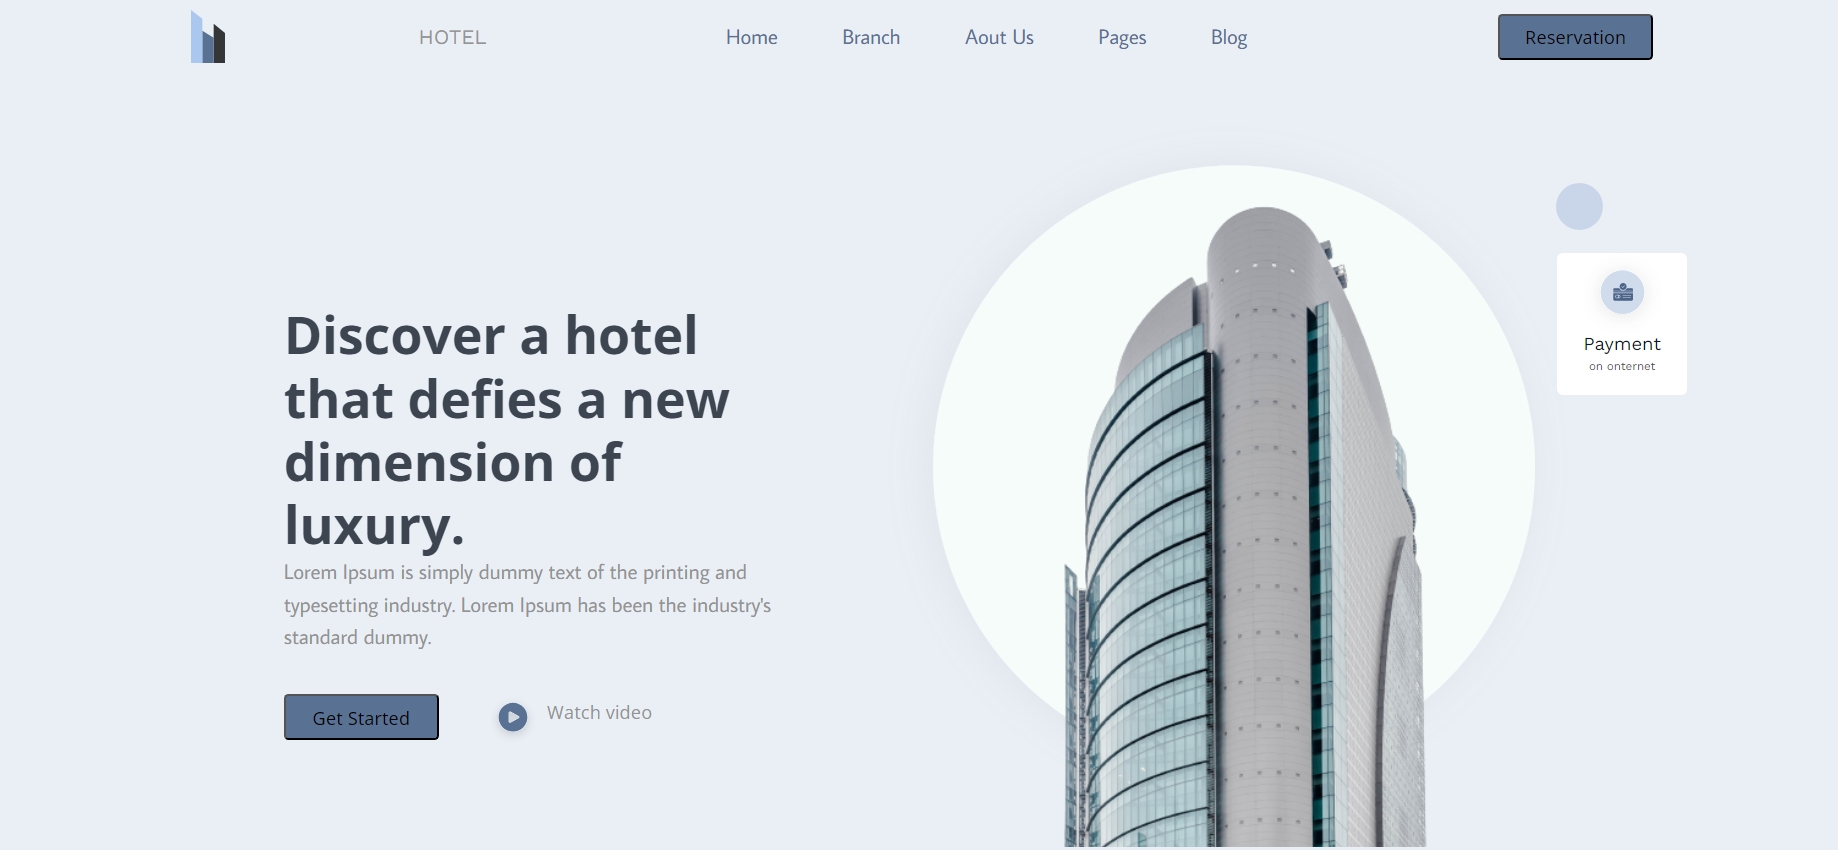 HOTEL
Home
Branch
Aout Us
Pages
Blog
Reservation
Discover a hotel
that defies a new
dimension of
luxury.
Lorem Ipsum is simply dummy text of the printing and
typesetting industry. Lorem Ipsum has been the industry's
standard dummy.
Get Started
Watch video
Payment
on onternet